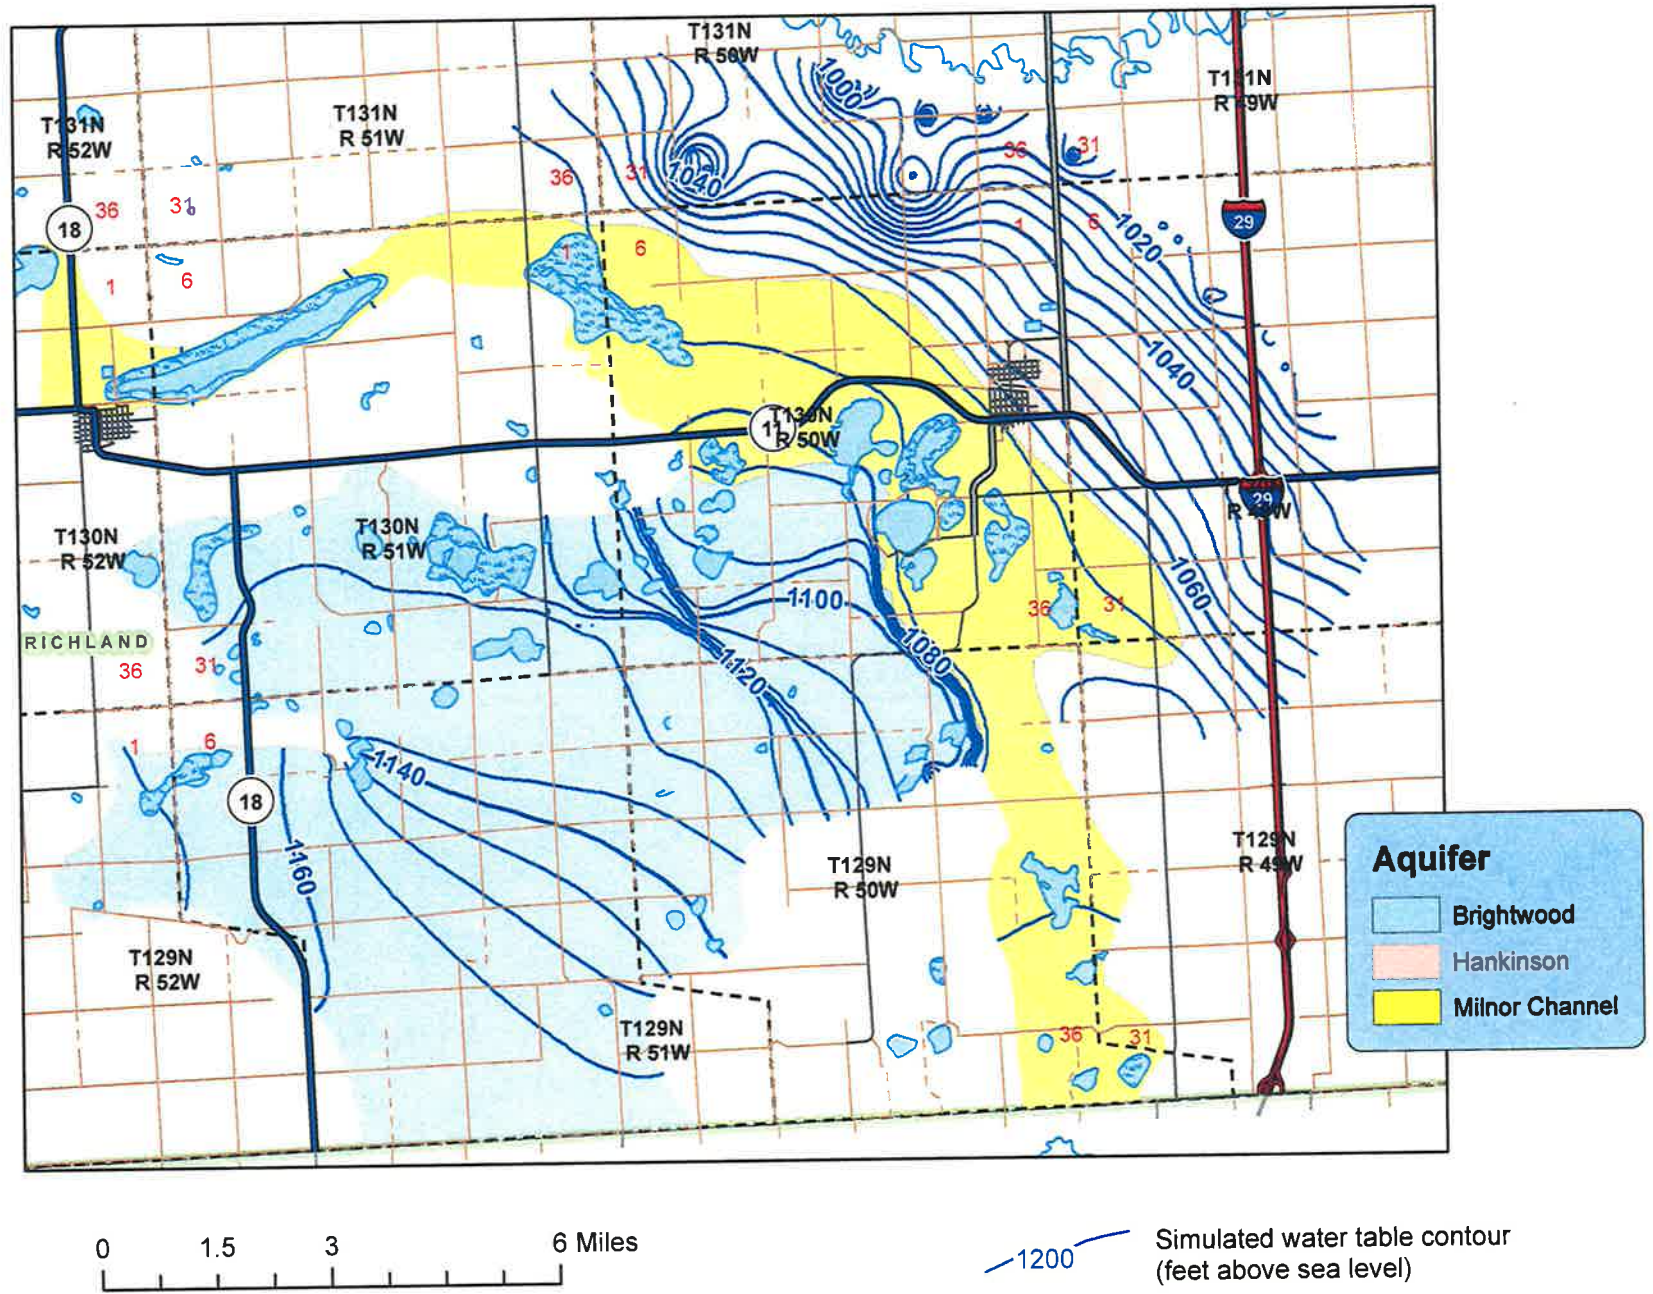 T131N
R 50W
1000
T131N
R 49W
T131N
R 52W
T131N
R 51W
36
31
36
31
1040
36
31
18
29
1
6
1
6
1
6
1020
1040
T130N
R 50W
11
29
R 49W
T130N
R 52W
T130N
R 51W
1060
1100
36
31
RICHLAND
36
31
1080
1120
1
6
1140
18
1160
T129N
R 50W
T129N
R 49W
T129N
R 52W
T129N
R 51W
36
31
Aquifer
Brightwood
Hankinson
Milnor Channel
0 1.5 3 6 Miles
1200
Simulated water table contour
(feet above sea level)